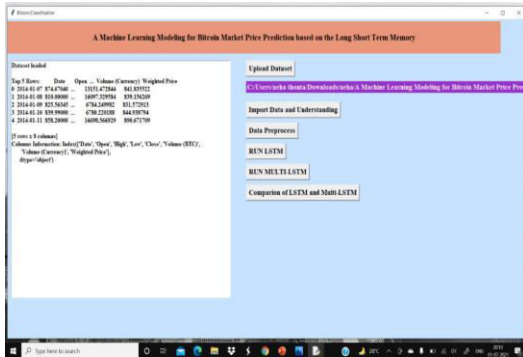 Bitcoin Classification
A Machine Learning Modeling for Bitcoin Market Price Prediction based on the Long Short Term Memory
Dataset loaded
Top 5 Rows: Date Open ... Volume (Currency) Weighted Price
0 2014-01-07 874.67040 ... 13151.472844 841.835522
1 2014-01-08 810.00000 ... 16097.329584 839.156269
2 2014-01-09 825.56345 ... 6784.249982 831.572913
3 2014-01-10 839.99000 ... 6780.220188 844.938794
4 2014-01-11 858.20000 ... 16698.566929 890.671709
[5 rows x 8 columns]
Columns Information: Index(['Date', 'Open', 'High', 'Low', 'Close', 'Volume (BTC)',
'Volume (Currency)', 'Weighted Price'],
dtype='object')
Upload Dataset
C:/Users/neha
/Downloads/neha/A Machine Learning Modeling for Bitcoin Market Price Pre
Import Data and Understanding
Data Preprocess
RUN LSTM
RUN MULTI-LSTM
Comparion of LSTM and Multi-LSTM
Type here to search
28°C
ENG